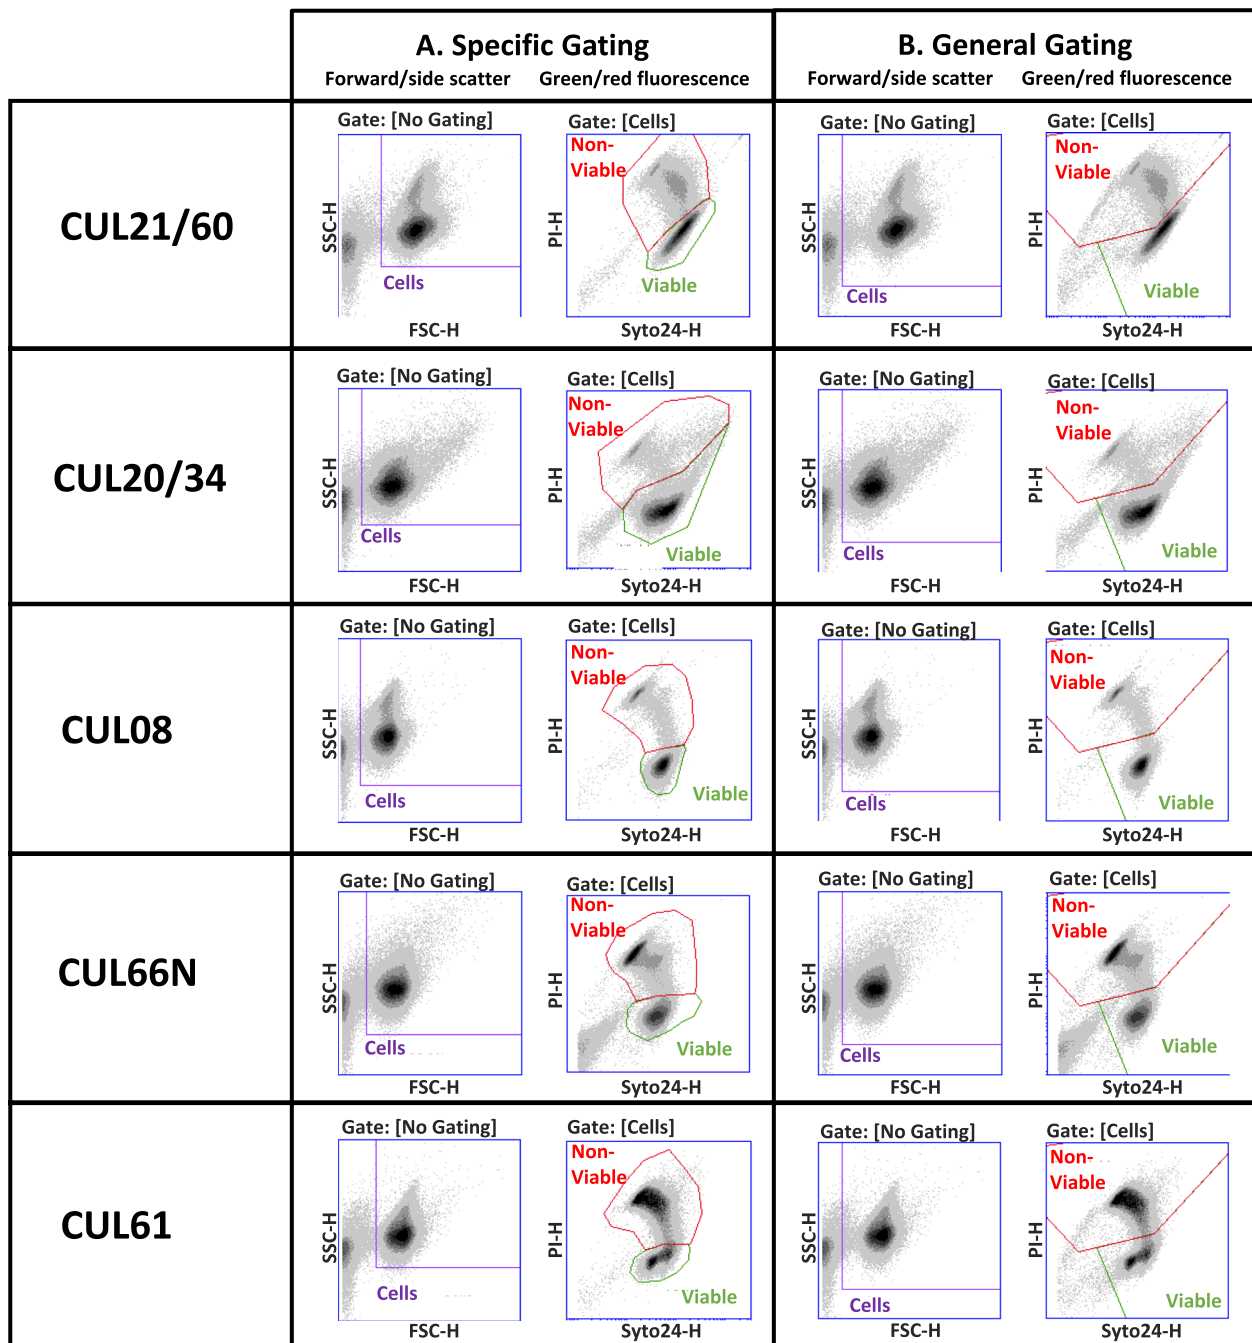 A. Specific Gating
B. General Gating
Forward/side scatter
Green/red fluorescence
Forward/side scatter
Green/red fluorescence
CUL21/60
Gate: [No Gating]
SSC-H
Cells
FSC-H
Gate: [Cells]
Non-
Viable
PI-H
Viable
Syto24-H
Gate: [No Gating]
SSC-H
Cells
FSC-H
Gate: [Cells]
Non-
Viable
PI-H
Viable
Syto24-H
CUL20/34
Gate: [No Gating]
SSC-H
Cells
FSC-H
Gate: [Cells]
Non-
Viable
PI-H
Viable
Syto24-H
Gate: [No Gating]
SSC-H
Cells
FSC-H
Gate: [Cells]
Non-
Viable
PI-H
Viable
Syto24-H
CUL08
Gate: [No Gating]
SSC-H
Cells
FSC-H
Gate: [Cells]
Non-
Viable
PI-H
Viable
Syto24-H
Gate: [No Gating]
SSC-H
Cells
FSC-H
Gate: [Cells]
Non-
Viable
PI-H
Viable
Syto24-H
CUL66N
Gate: [No Gating]
SSC-H
Cells
FSC-H
Gate: [Cells]
Non-
Viable
PI-H
Viable
Syto24-H
Gate: [No Gating]
SSC-H
Cells
FSC-H
Gate: [Cells]
Non-
Viable
PI-H
Viable
Syto24-H
CUL61
Gate: [No Gating]
SSC-H
Cells
FSC-H
Gate: [Cells]
Non-
Viable
PI-H
Viable
Syto24-H
Gate: [No Gating]
SSC-H
Cells
FSC-H
Gate: [Cells]
Non-
Viable
PI-H
Viable
Syto24-H